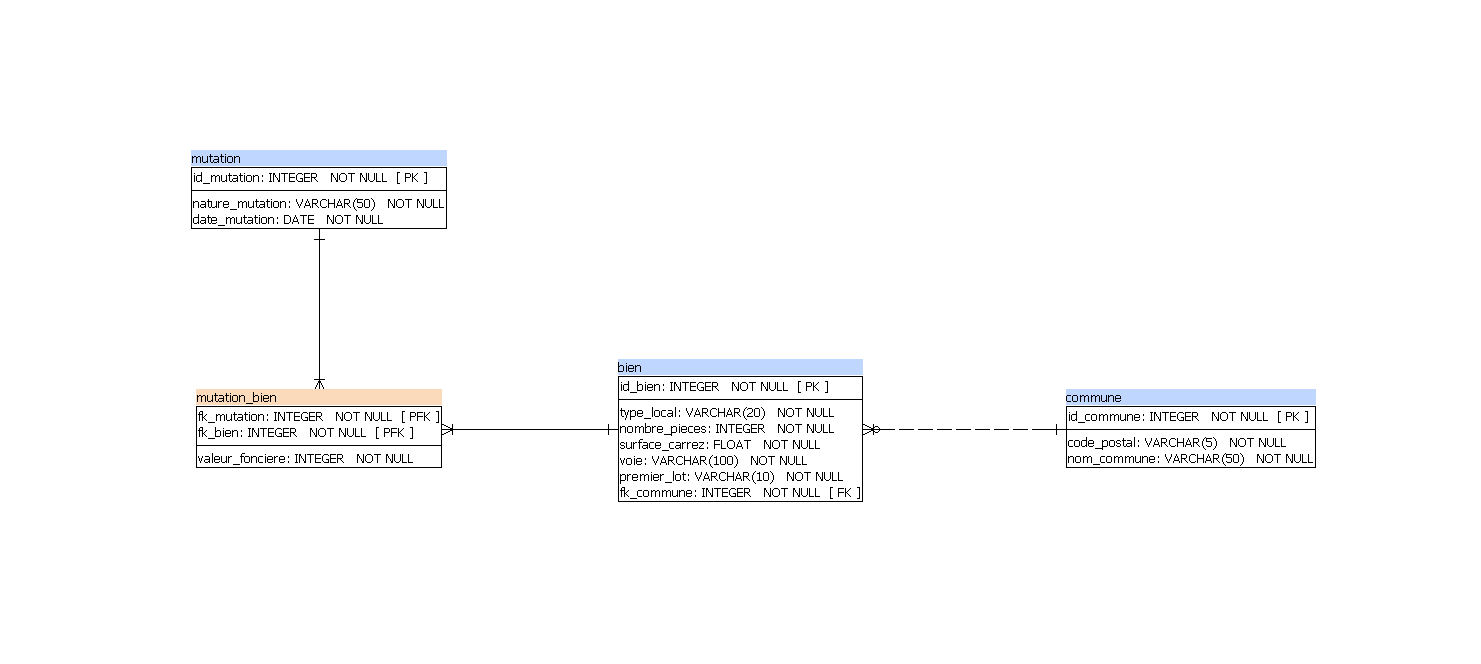 mutation
id_mutation: INTEGER NOT NULL [ PK ]
nature_mutation: VARCHAR(50) NOT NULL
date_mutation: DATE NOT NULL
mutation_bien
fk_mutation: INTEGER NOT NULL [ PFK ]
fk_bien: INTEGER NOT NULL [ PFK ]
valeur_fonciere: INTEGER NOT NULL
bien
id_bien: INTEGER NOT NULL [ PK ]
type_local: VARCHAR(20) NOT NULL
nombre_pieces: INTEGER NOT NULL
surface_carrez: FLOAT NOT NULL
voie: VARCHAR(100) NOT NULL
premier_lot: VARCHAR(10) NOT NULL
fk_commune: INTEGER NOT NULL [ FK ]
commune
id_commune: INTEGER NOT NULL [ PK ]
code_postal: VARCHAR(5) NOT NULL
nom_commune: VARCHAR(50) NOT NULL